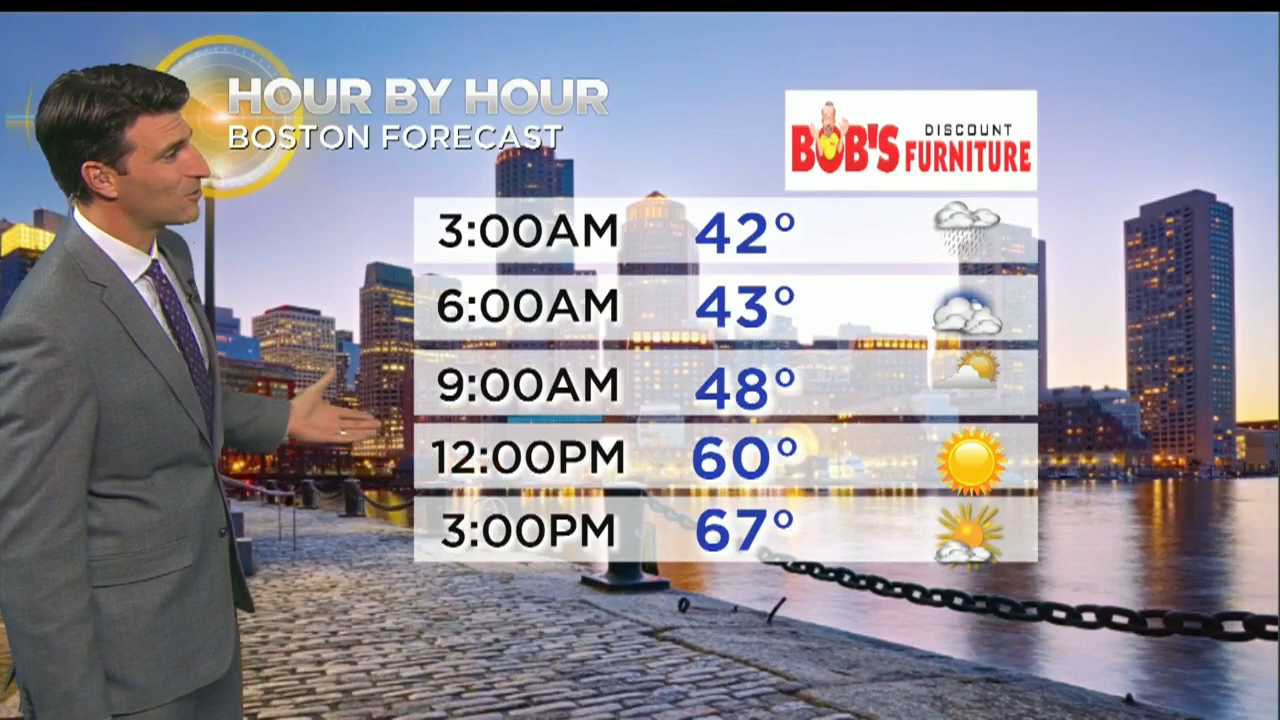 HOUR BY HOUR
BOSTON FORECAST
BOB'S DISCOUNT FURNITURE
3:00AM 42°
6:00AM 43°
9:00AM 48°
12:00PM 60°
3:00PM 67°